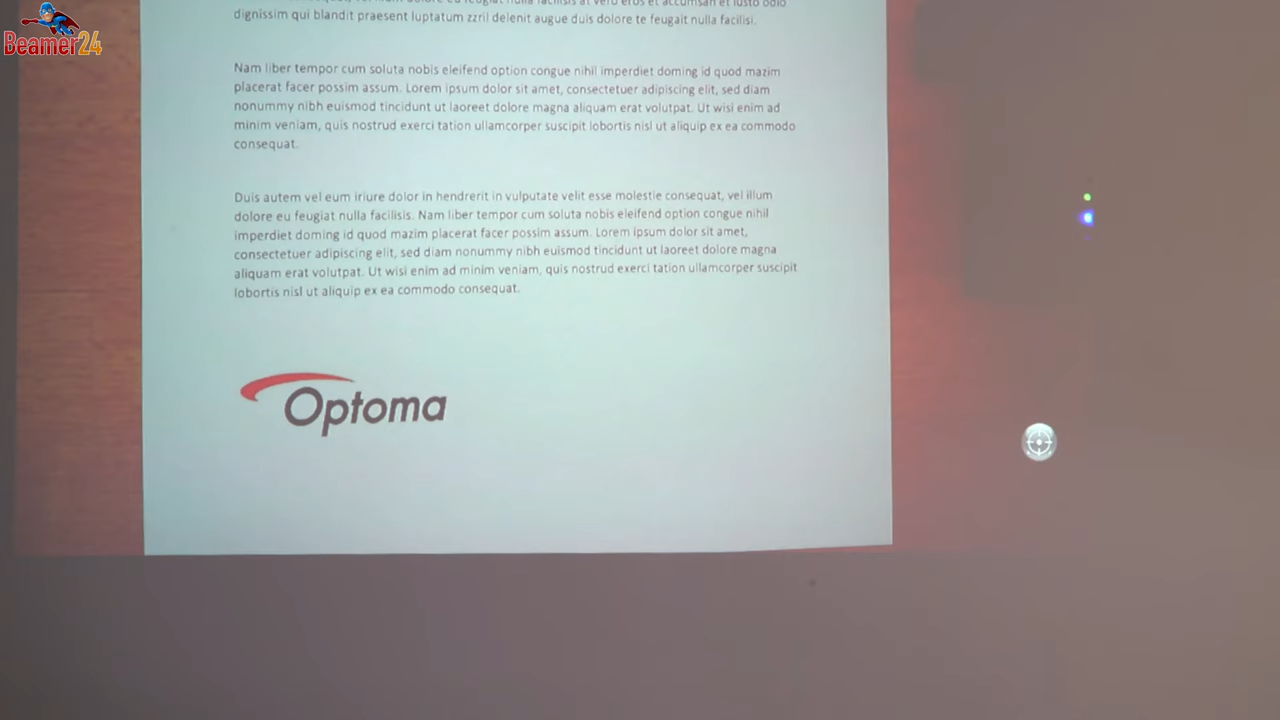 Beamer24
dignissim qui blandit praesent luptatum zzril delenit augue duis dolore te feugait nulla facilisi.
Nam liber tempor cum soluta nobis eleifend option congue nihil imperdiet doming id quod mazim
placerat facer possim assum. Lorem ipsum dolor sit amet, consectetuer adipiscing elit, sed diam
nonummy nibh euismod tincidunt ut laoreet dolore magna aliquam erat volutpat. Ut wisi enim ad
minim veniam, quis nostrud exerci tation ullamcorper suscipit lobortis nisl ut aliquip ex ea commodo
consequat.
Duis autem vel eum iriure dolor in hendrerit in vulputate velit esse molestie consequat, vel illum
dolore eu feugiat nulla facilisis. Nam liber tempor cum soluta nobis eleifend option congue nihil
imperdiet doming id quod mazim placerat facer possim assum. Lorem ipsum dolor sit amet,
consectetuer adipiscing elit, sed diam nonummy nibh euismod tincidunt ut laoreet dolore magna
aliquam erat volutpat. Ut wisi enim ad minim veniam, quis nostrud exerci tation ullamcorper suscipit
lobortis nisl ut aliquip ex ea commodo consequat.
Optoma